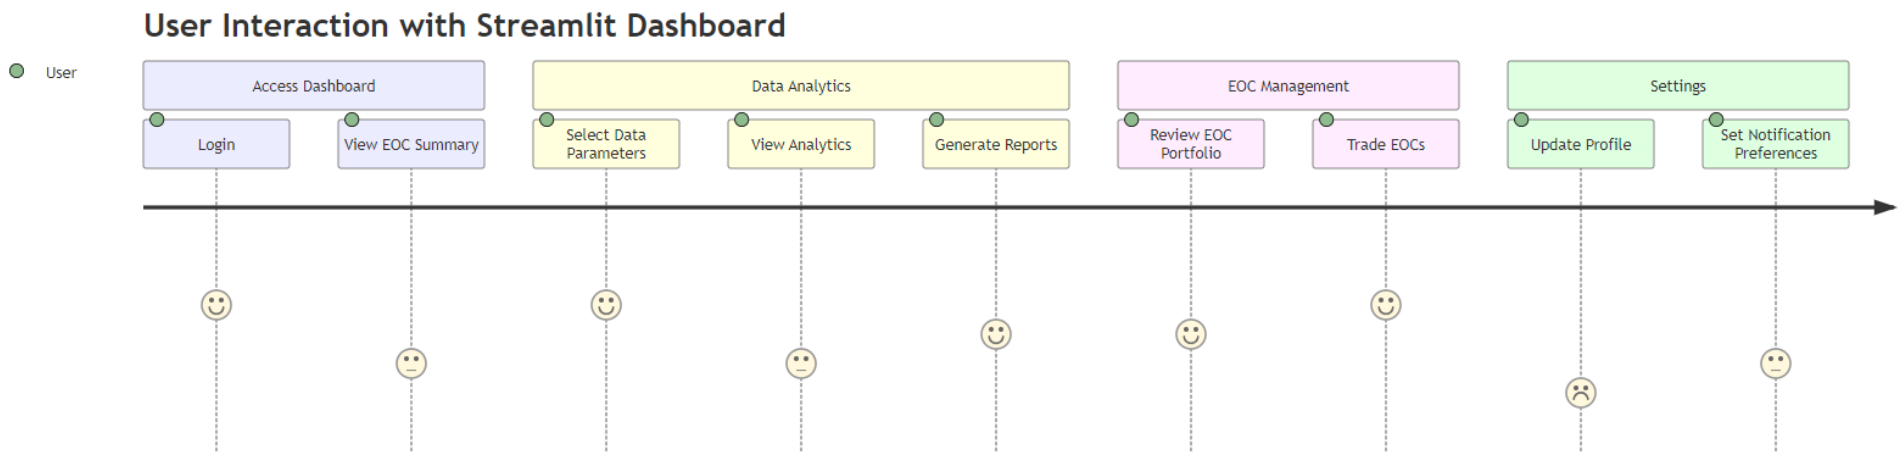 User Interaction with Streamlit Dashboard
User
Access Dashboard
Data Analytics
EOC Management
Settings
Login
View EOC Summary
Select Data
Parameters
View Analytics
Generate Reports
Review EOC
Portfolio
Trade EOCs
Update Profile
Set Notification
Preferences